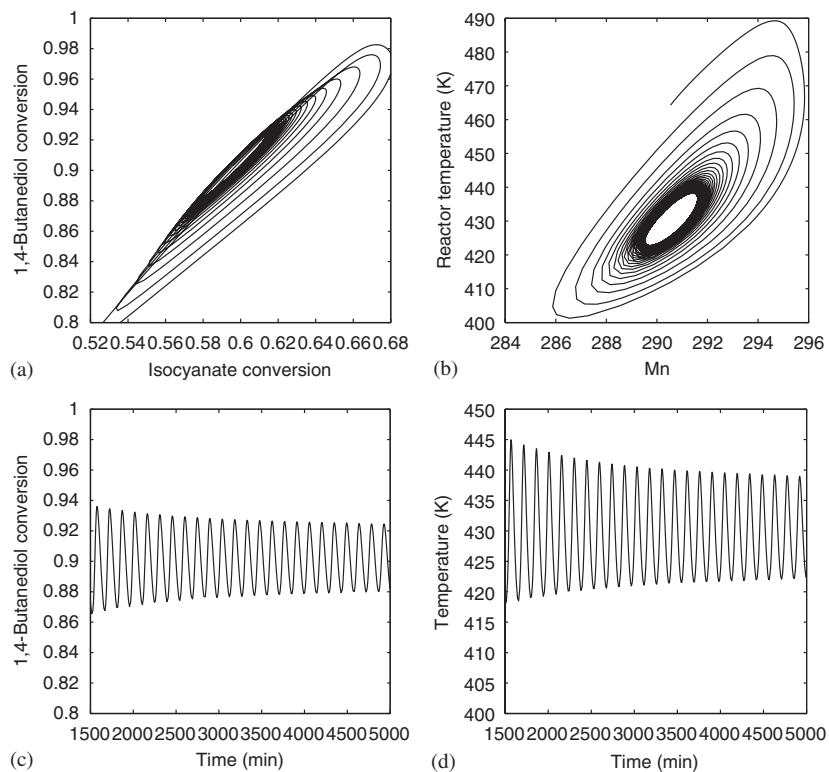 1
0.98
0.96
0.94
0.92
0.9
0.88
0.86
0.84
0.82
0.8
1,4-Butanediol conversion
0.52 0.54 0.56 0.58 0.6 0.62 0.64 0.66 0.68
Isocyanate conversion
(a)
490
480
470
460
450
440
430
420
410
400
Reactor temperature (K)
284 286 288 290 292 294 296
Mn
(b)
1
0.98
0.96
0.94
0.92
0.9
0.88
0.86
0.84
0.82
0.8
1,4-Butanediol conversion
1500 2000 2500 3000 3500 4000 4500 5000
Time (min)
(c)
450
445
440
435
430
425
420
415
410
405
400
Temperature (K)
1500 2000 2500 3000 3500 4000 4500 5000
Time (min)
(d)